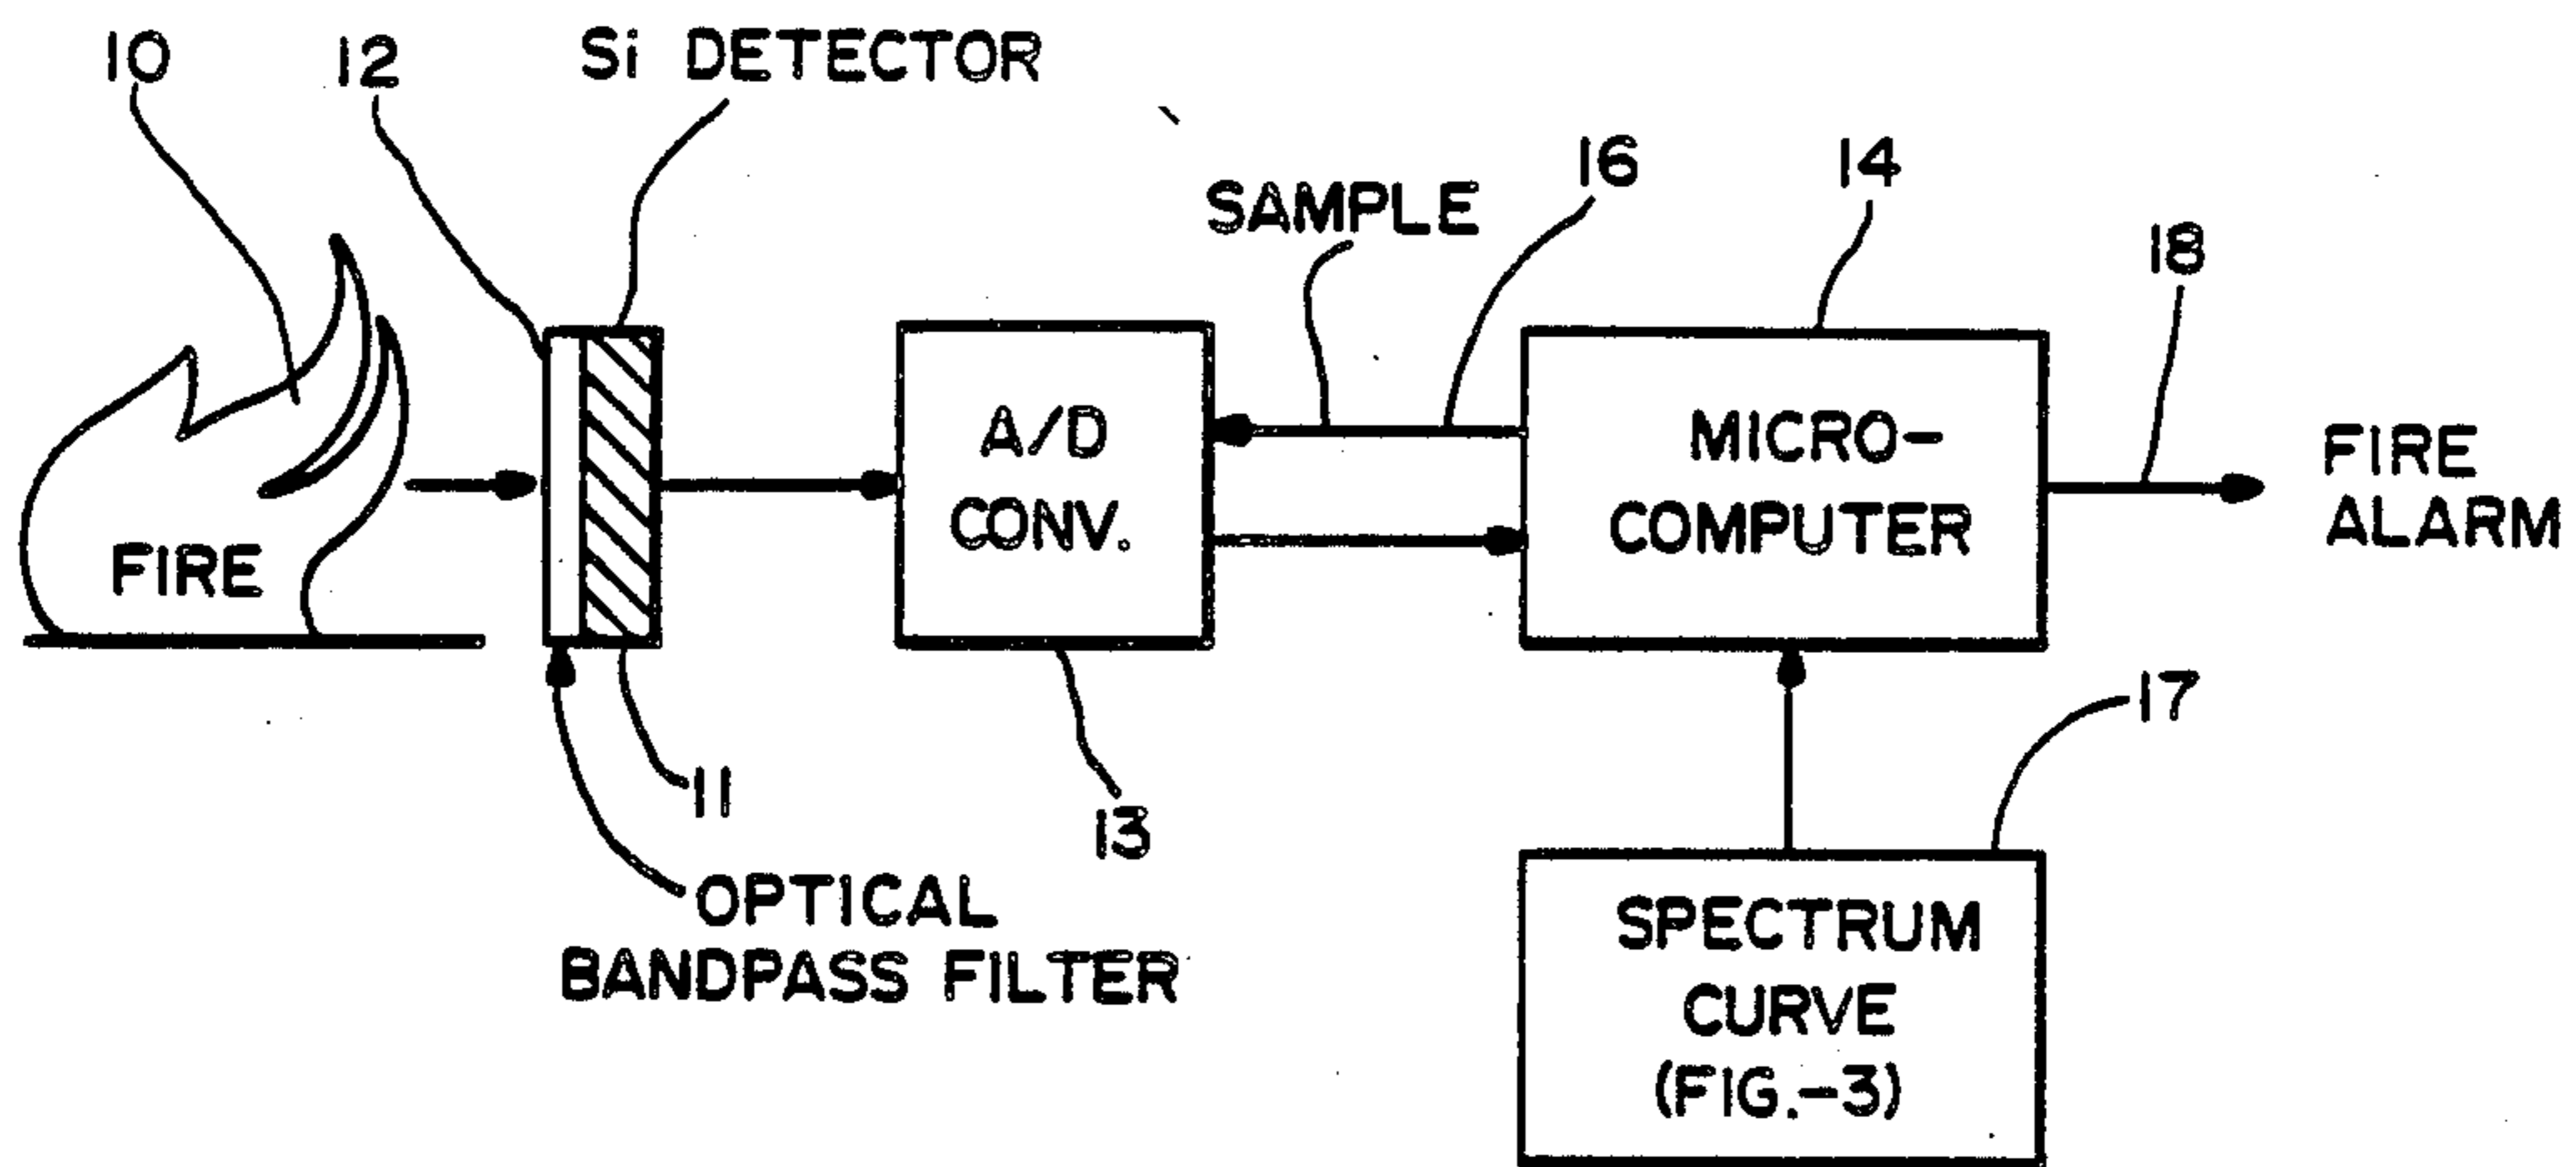 10
12
Si DETECTOR
SAMPLE
16
14
18
FIRE
A/D
CONV.
MICRO-
COMPUTER
FIRE
ALARM
11
13
17
OPTICAL
BANDPASS FILTER
SPECTRUM
CURVE
(FIG.-3)